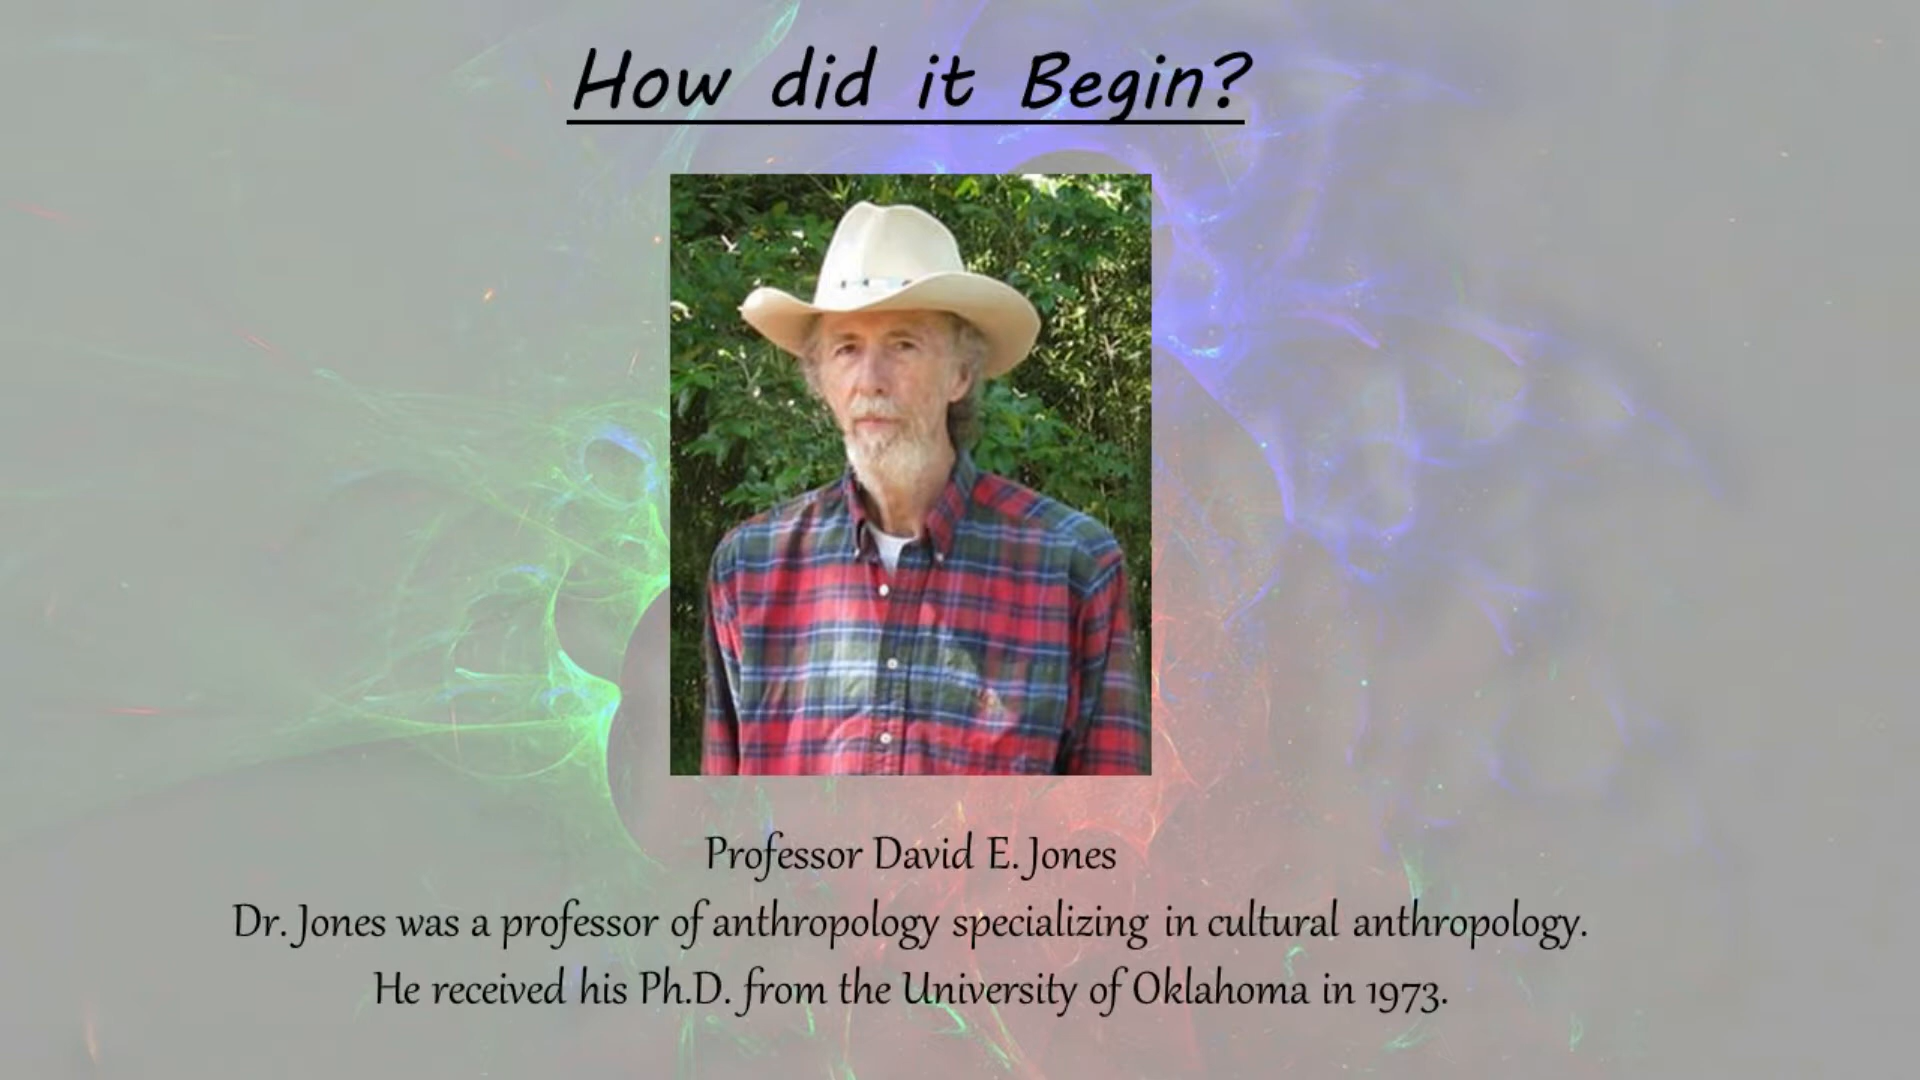 How did it Begin?
Professor David E. Jones
Dr. Jones was a professor of anthropology specializing in cultural anthropology.
He received his Ph.D. from the University of Oklahoma in 1973.